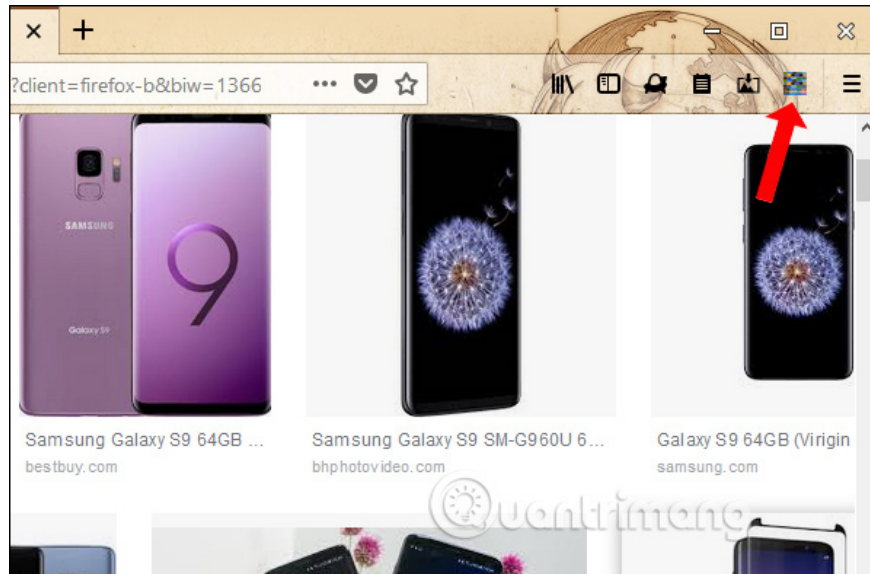 ?client=firefox-b&biw=1366
SAMSUNG
Galaxy S9
9
Samsung Galaxy S9 64GB ...
bestbuy.com
Samsung Galaxy S9 SM-G960U 6...
bhphotovideo.com
Galaxy S9 64GB (Virigin
samsung.com
Quantrimang